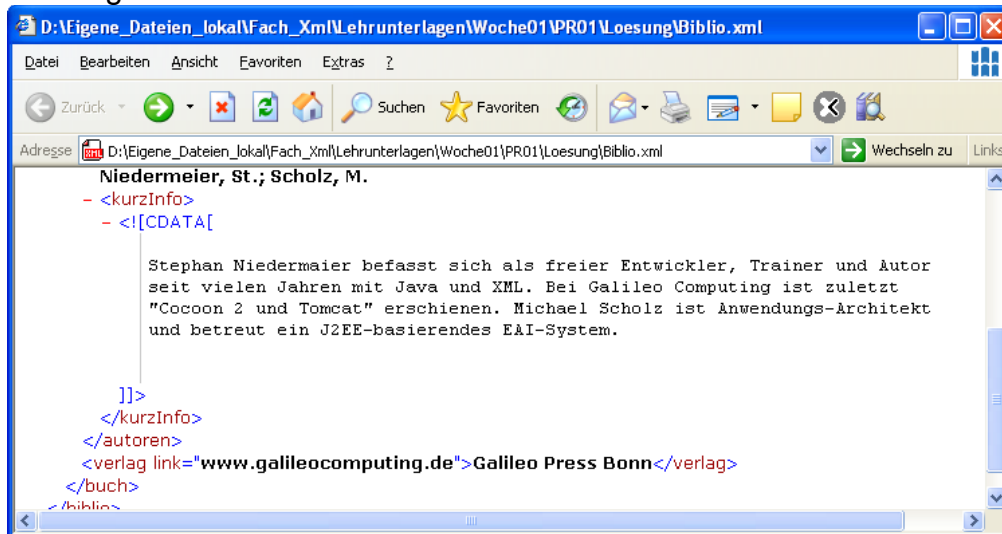 D:\Eigene_Dateien_lokal\Fach_Xml\Lehrunterlagen\Woche01\PR01\Loesung\Biblio.xml
Datei Bearbeiten Ansicht Favoriten Extras ?
Zurück Suchen Favoriten
Adresse D:\Eigene_Dateien_lokal\Fach_Xml\Lehrunterlagen\Woche01\PR01\Loesung\Biblio.xml Wechseln zu Links
Niedermeier, St.; Scholz, M.
- <kurzInfo>
- <![CDATA[
Stephan Niedermaier befasst sich als freier Entwickler, Trainer und Autor
seit vielen Jahren mit Java und XML. Bei Galileo Computing ist zuletzt
"Cocoon 2 und Tomcat" erschienen. Michael Scholz ist Anwendungs-Architekt
und betreut ein J2EE-basierendes EAI-System.
]]>
</kurzInfo>
</autoren>
<verlag link="www.galileocomputing.de">Galileo Press Bonn</verlag>
</buch>
</biblio>